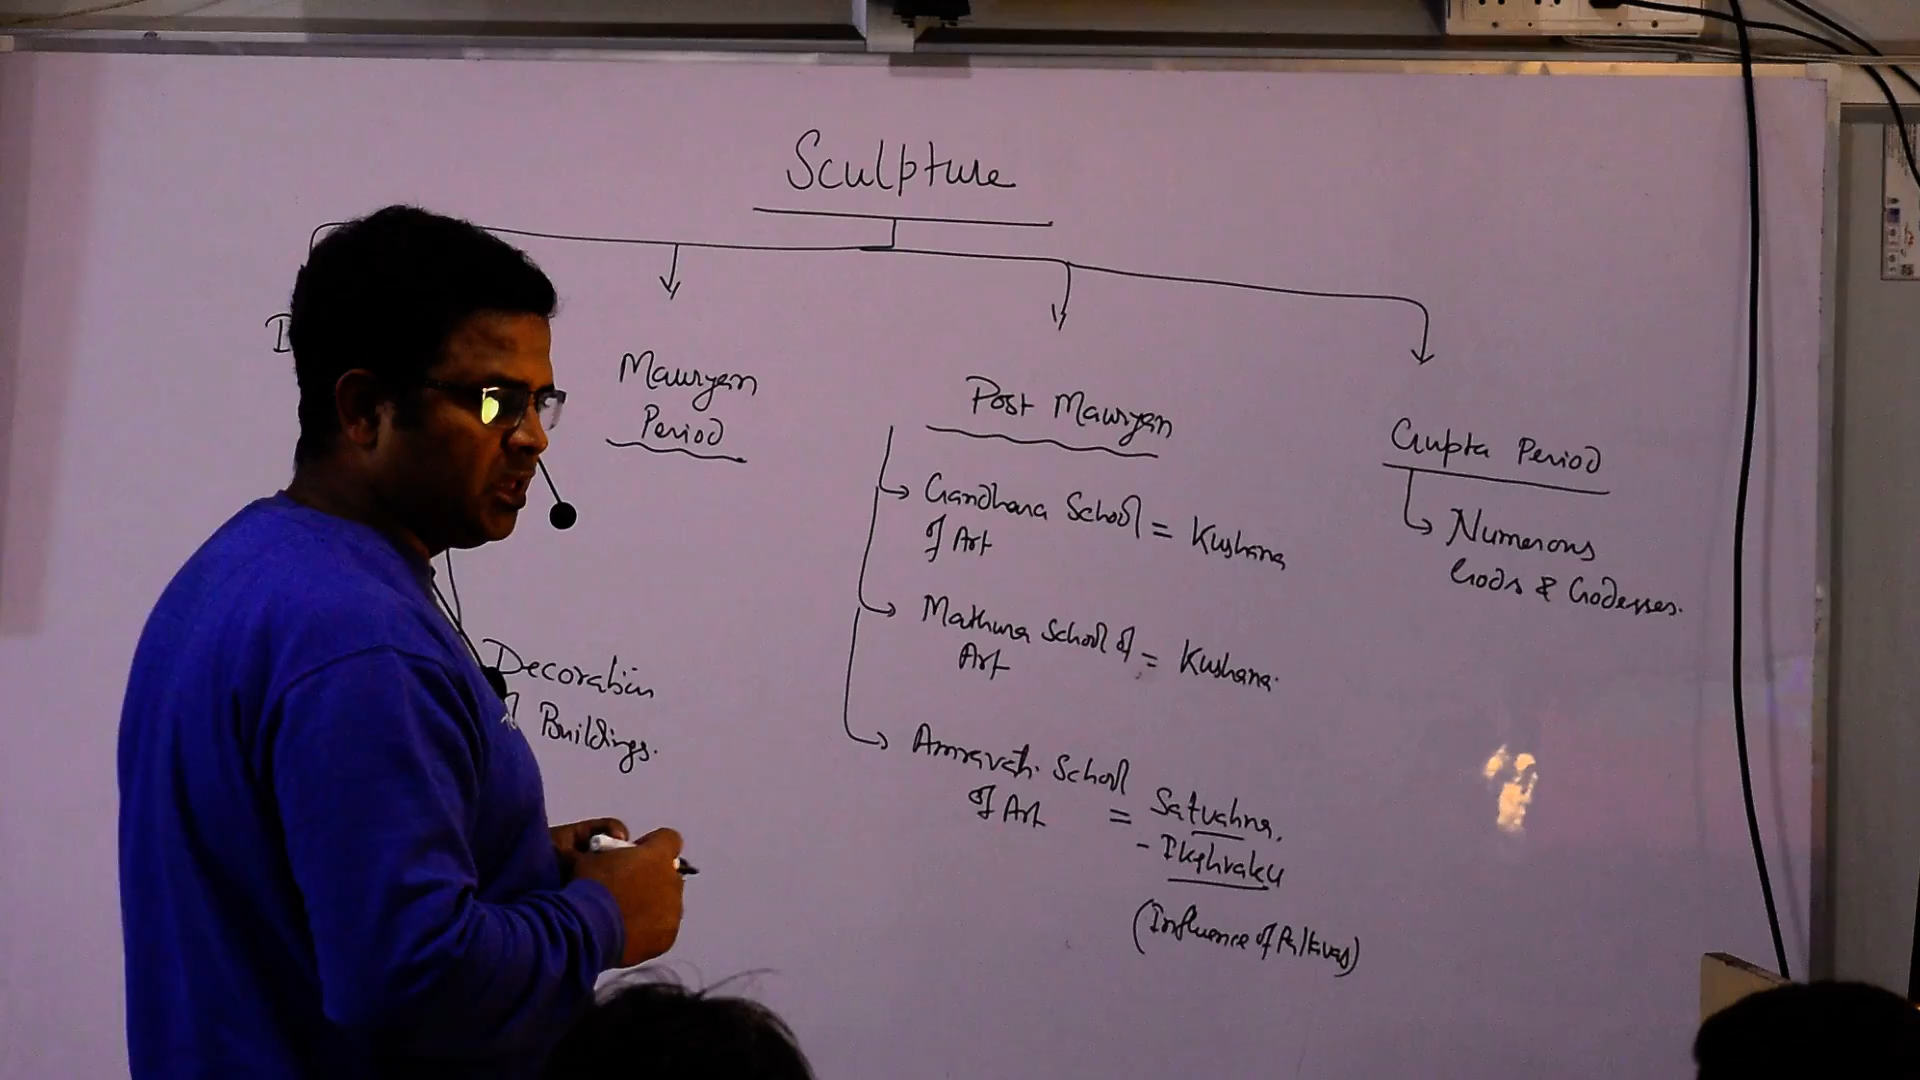 Sculpture
Mauryan
Period
Decoration
Buildings.
Post Mauryan
Gandhara School = Kushana
of Art
Mathura School of = Kushana.
Art
Amravati School
of Art = Satvahna.
- Ikshvaku
(Influence of Pallavas)
Gupta Period
Numerous
Gods & Godesses.